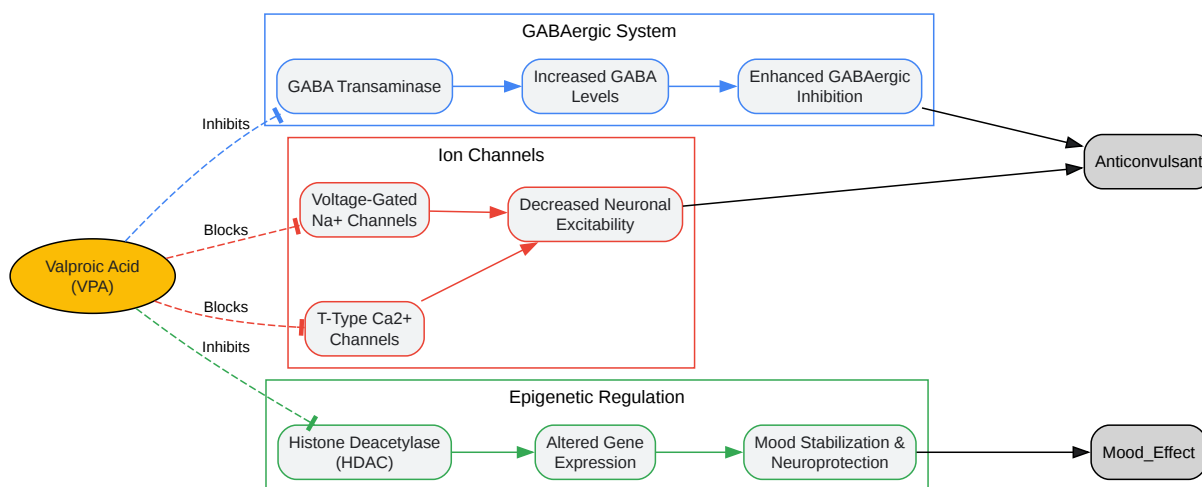 GABAergic System
GABA Transaminase
Increased GABA
Levels
Enhanced GABAergic
Inhibition
Inhibits
Ion Channels
Voltage-Gated
Na+ Channels
Decreased Neuronal
Excitability
Anticonvulsant
Blocks
Valproic Acid
(VPA)
Blocks
T-Type Ca2+
Channels
Inhibits
Epigenetic Regulation
Histone Deacetylase
(HDAC)
Altered Gene
Expression
Mood Stabilization &
Neuroprotection
Mood_Effect